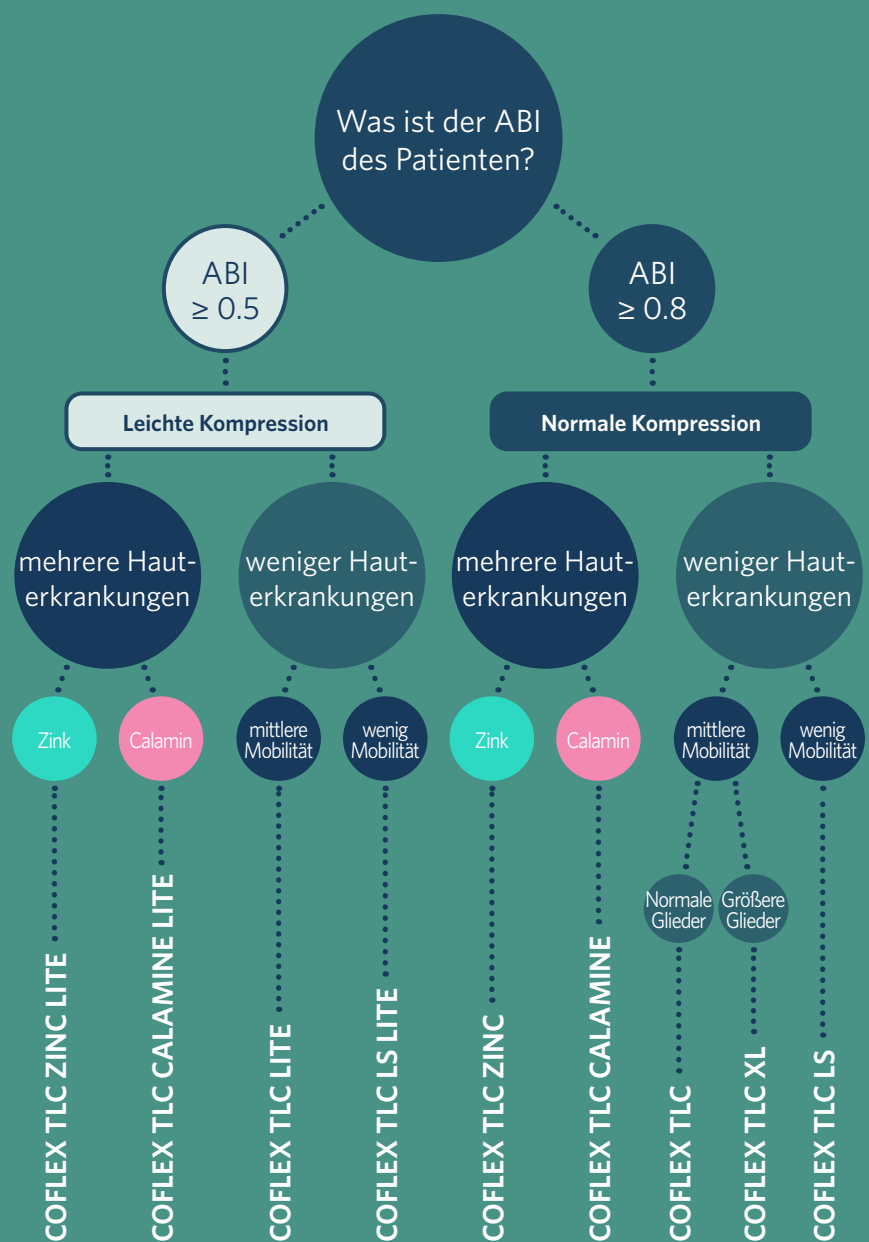 Was ist der ABI
des Patienten?
ABI
≥ 0.5
ABI
≥ 0.8
Leichte Kompression
Normale Kompression
mehrere Haut-
erkrankungen
weniger Haut-
erkrankungen
mehrere Haut-
erkrankungen
weniger Haut-
erkrankungen
Zink
Calamin
mittlere
Mobilität
wenig
Mobilität
Zink
Calamin
mittlere
Mobilität
wenig
Mobilität
Normale
Glieder
Größere
Glieder
COFLEX TLC ZINC LITE
COFLEX TLC CALAMINE LITE
COFLEX TLC LITE
COFLEX TLC LS LITE
COFLEX TLC ZINC
COFLEX TLC CALAMINE
COFLEX TLC
COFLEX TLC XL
COFLEX TLC LS